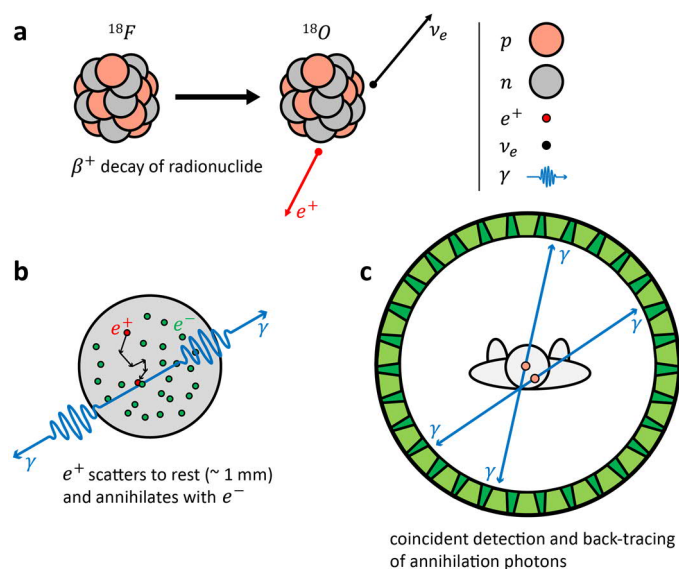 a
¹⁸F
¹⁸O
νₑ
β⁺ decay of radionuclide
e⁺
p
n
e⁺
νₑ
γ
b
e⁺
e⁻
γ
γ
e⁺ scatters to rest (~ 1 mm)
and annihilates with e⁻
c
γ
γ
γ
γ
coincident detection and back-tracing
of annihilation photons